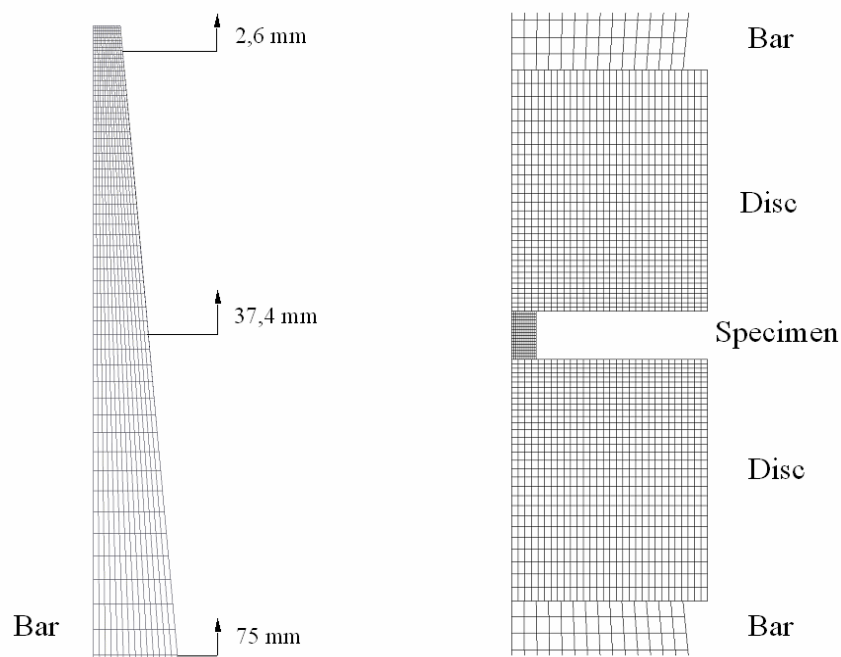 2,6 mm
37,4 mm
Bar
75 mm
Bar
Disc
Specimen
Disc
Bar